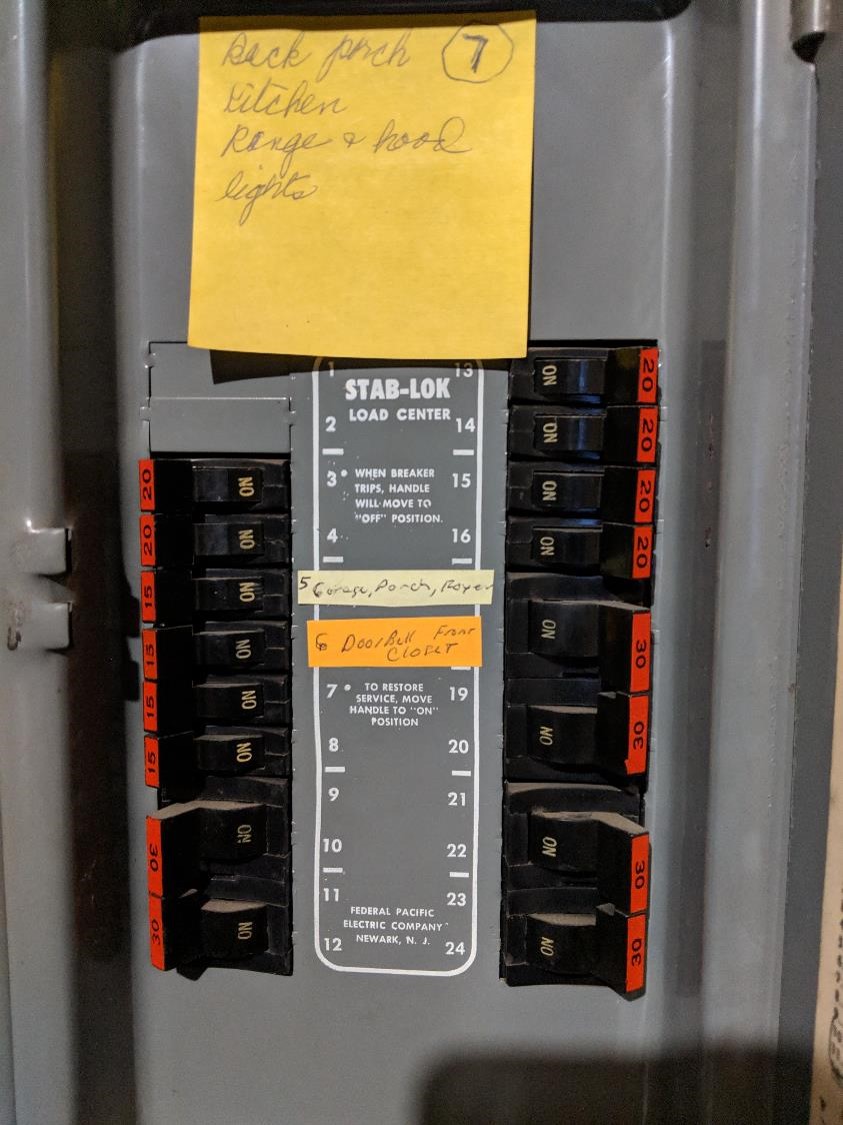 Back porch 7
Kitchen
Range & hood
lights
1 13
STAB-LOK
LOAD CENTER
2 14
3 • WHEN BREAKER 15
TRIPS, HANDLE
WILL MOVE TO
"OFF" POSITION.
4 16
5 Garage, Porch, Foyer
6 DoorBell Front
CLOSET
7 • TO RESTORE 19
SERVICE, MOVE
HANDLE TO "ON"
POSITION
8 20
9 21
10 22
11 23
FEDERAL PACIFIC
ELECTRIC COMPANY
NEWARK, N. J.
12 24
20 ON
20 ON
15 ON
15 ON
15 ON
15 ON
30 ON
30 ON
ON 20
ON 20
ON 20
ON 20
ON 30
ON 30
ON 30
ON 30